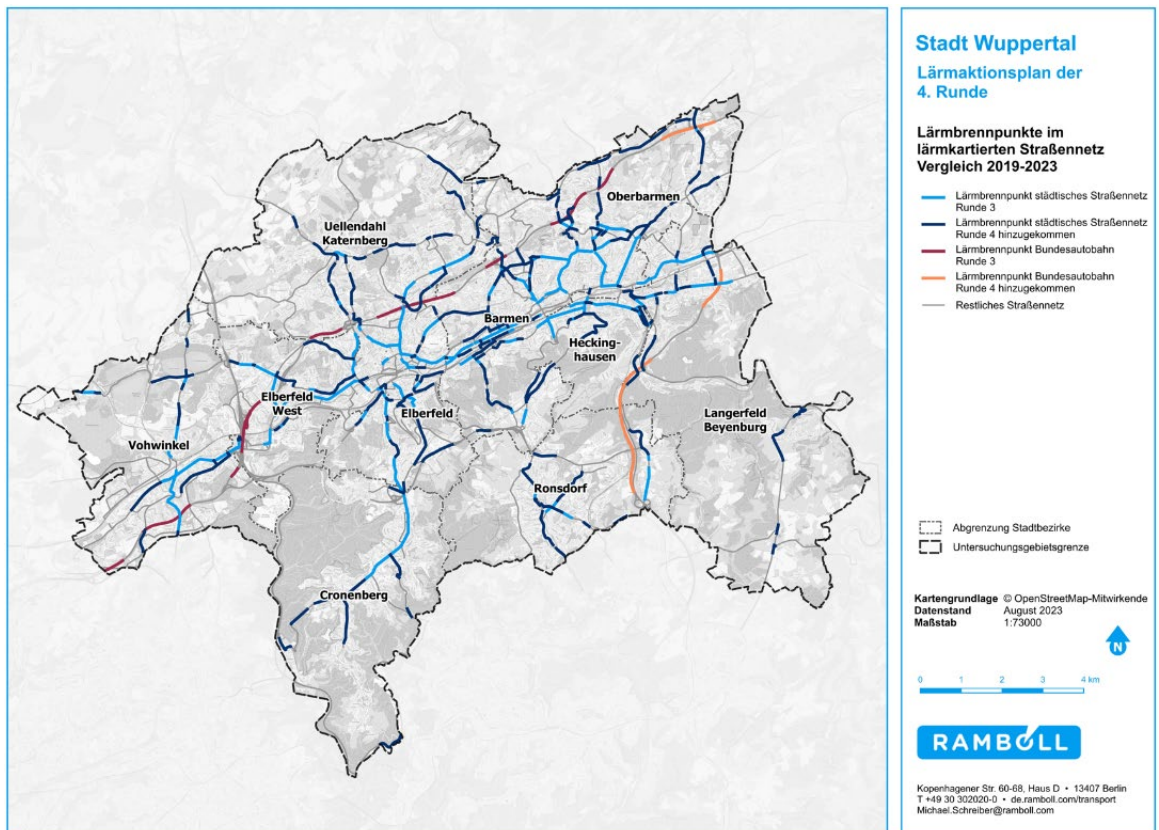 Stadt Wuppertal
Lärmaktionsplan der
4. Runde
Lärmbrennpunkte im
lärmkartierten Straßennetz
Vergleich 2019-2023
Lärmbrennpunkt städtisches Straßennetz
Runde 3
Lärmbrennpunkt städtisches Straßennetz
Runde 4 hinzugekommen
Lärmbrennpunkt Bundesautobahn
Runde 3
Lärmbrennpunkt Bundesautobahn
Runde 4 hinzugekommen
Restliches Straßennetz
Oberbarmen
Uellendahl
Katernberg
Barmen
Hecking-
hausen
Elberfeld
West
Elberfeld
Langerfeld
Beyenburg
Vohwinkel
Ronsdorf
Cronenberg
Abgrenzung Stadtbezirke
Untersuchungsgebietsgrenze
Kartengrundlage © OpenStreetMap-Mitwirkende
Datenstand August 2023
Maßstab 1:73000
N
0 1 2 3 4 km
RAMBOLL
Kopenhagener Str. 60-68, Haus D • 13407 Berlin
T +49 30 302020-0 • de.ramboll.com/transport
Michael.Schreiber@ramboll.com